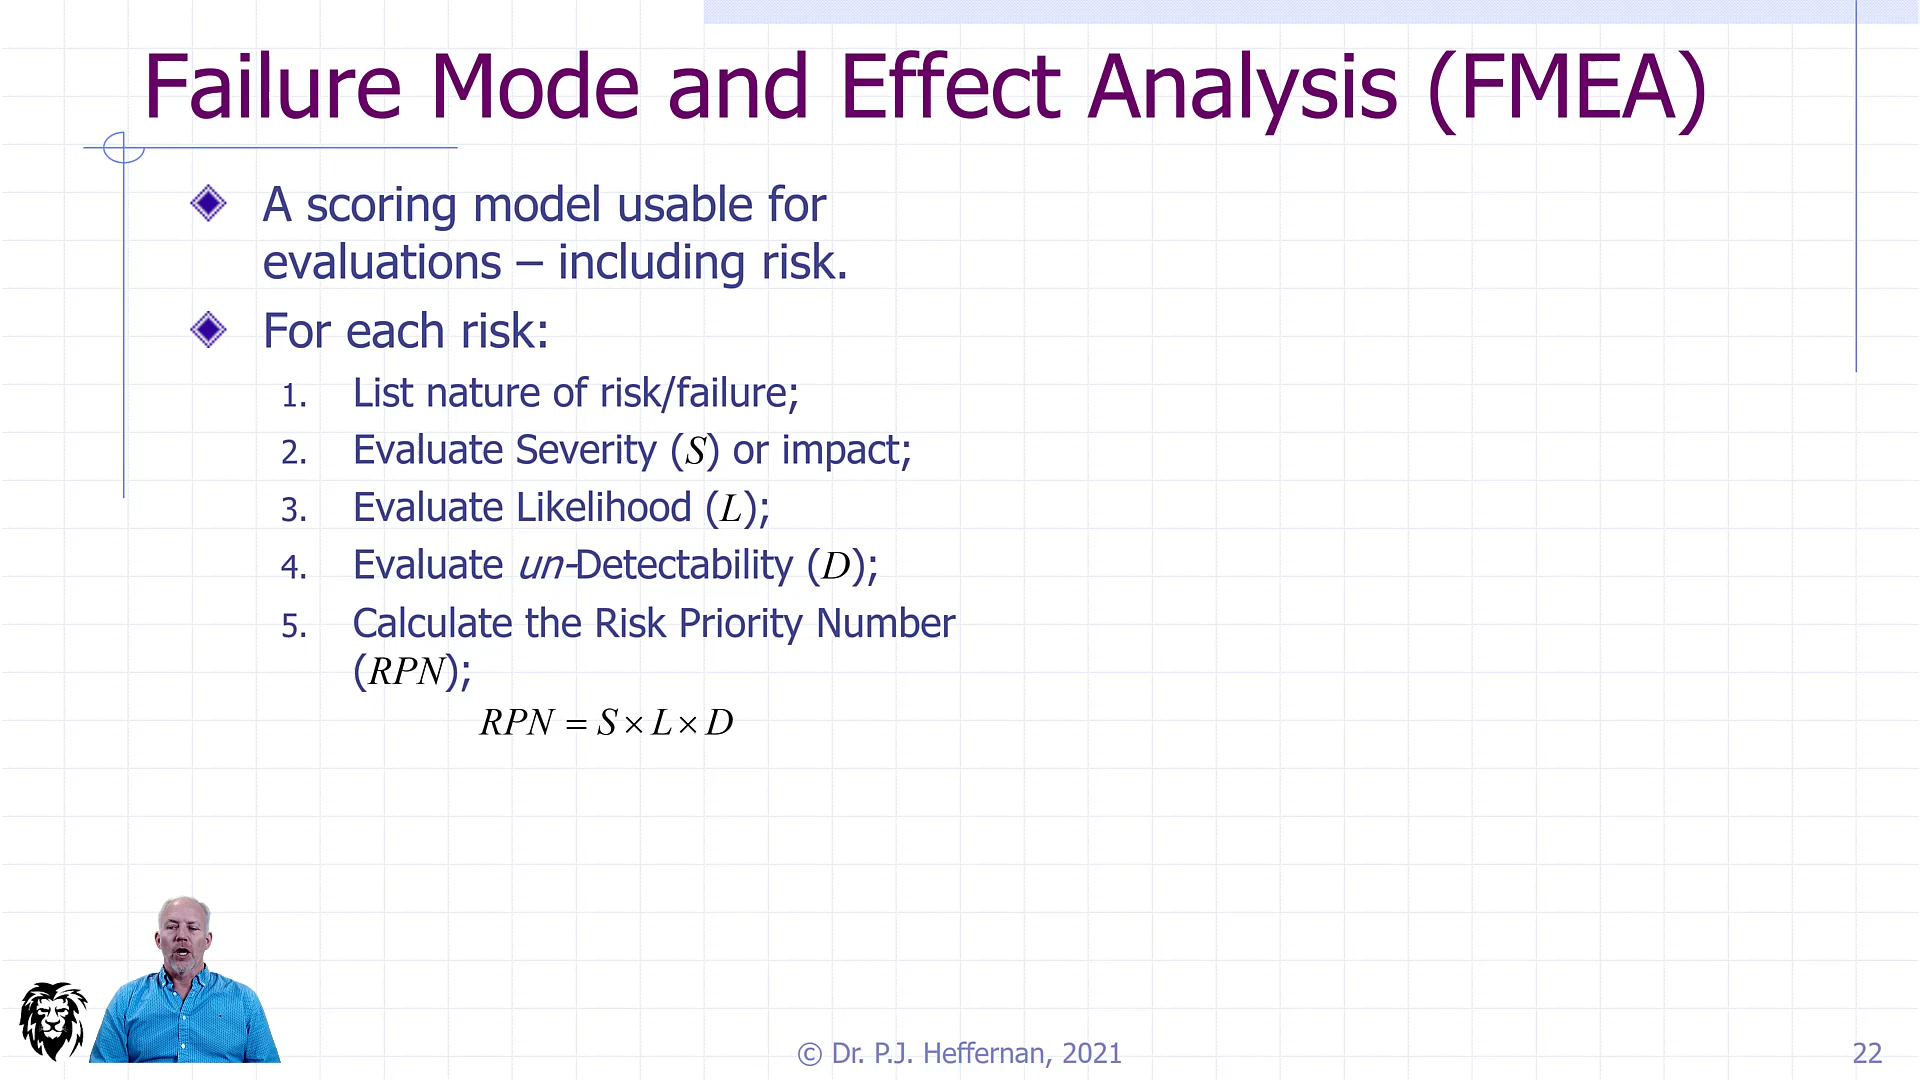 Failure Mode and Effect Analysis (FMEA)
A scoring model usable for
evaluations – including risk.
For each risk:
1. List nature of risk/failure;
2. Evaluate Severity (S) or impact;
3. Evaluate Likelihood (L);
4. Evaluate un-Detectability (D);
5. Calculate the Risk Priority Number
(RPN);
RPN = S × L × D
© Dr. P.J. Heffernan, 2021
22